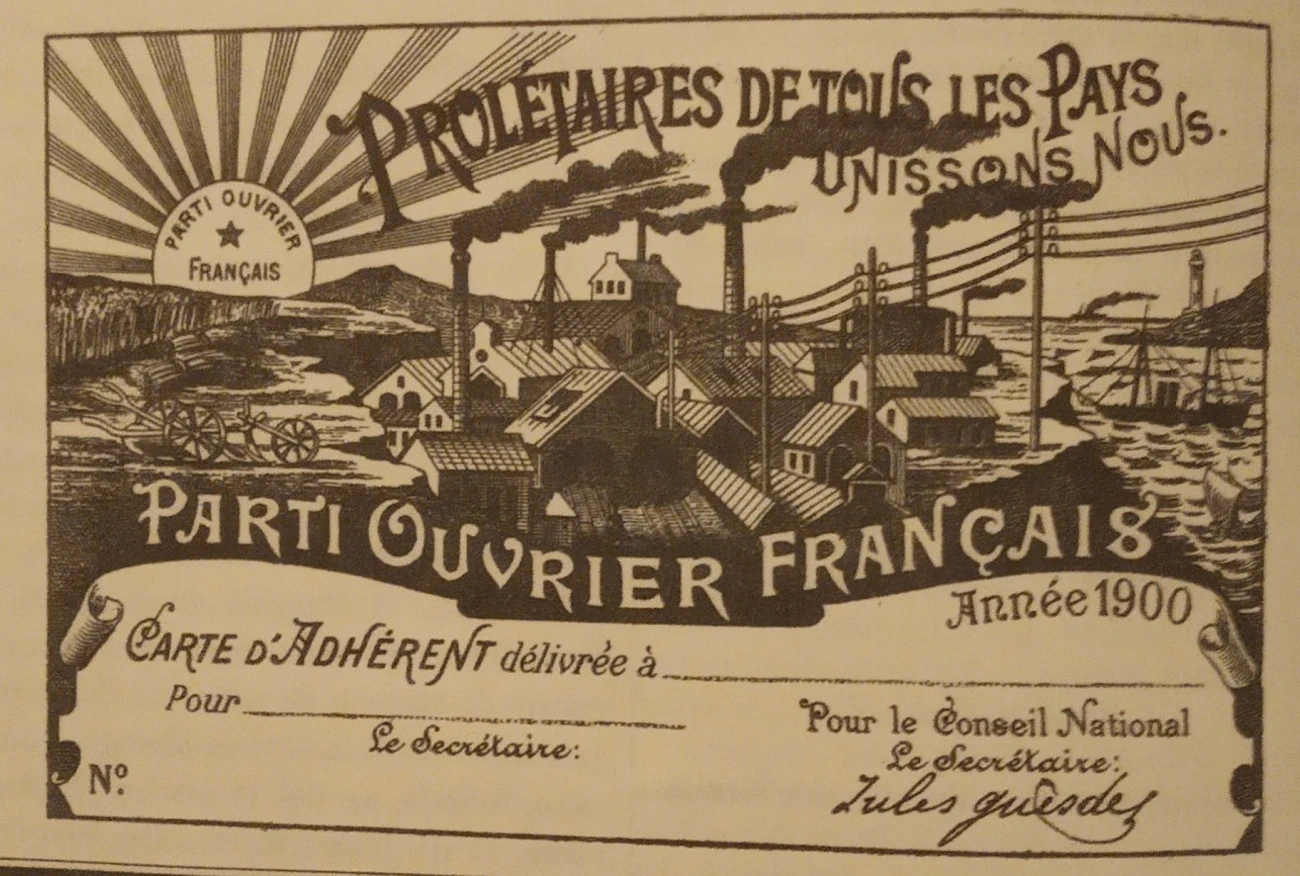 PROLÉTAIRES DE TOUS LES PAYS
UNISSONS NOUS.
PARTI OUVRIER
FRANÇAIS
PARTI OUVRIER FRANÇAIS
Année 1900
CARTE D'ADHÉRENT délivrée à
Pour
Le Secrétaire:
Pour le Conseil National
Le Secrétaire:
Jules Guesde
Nº